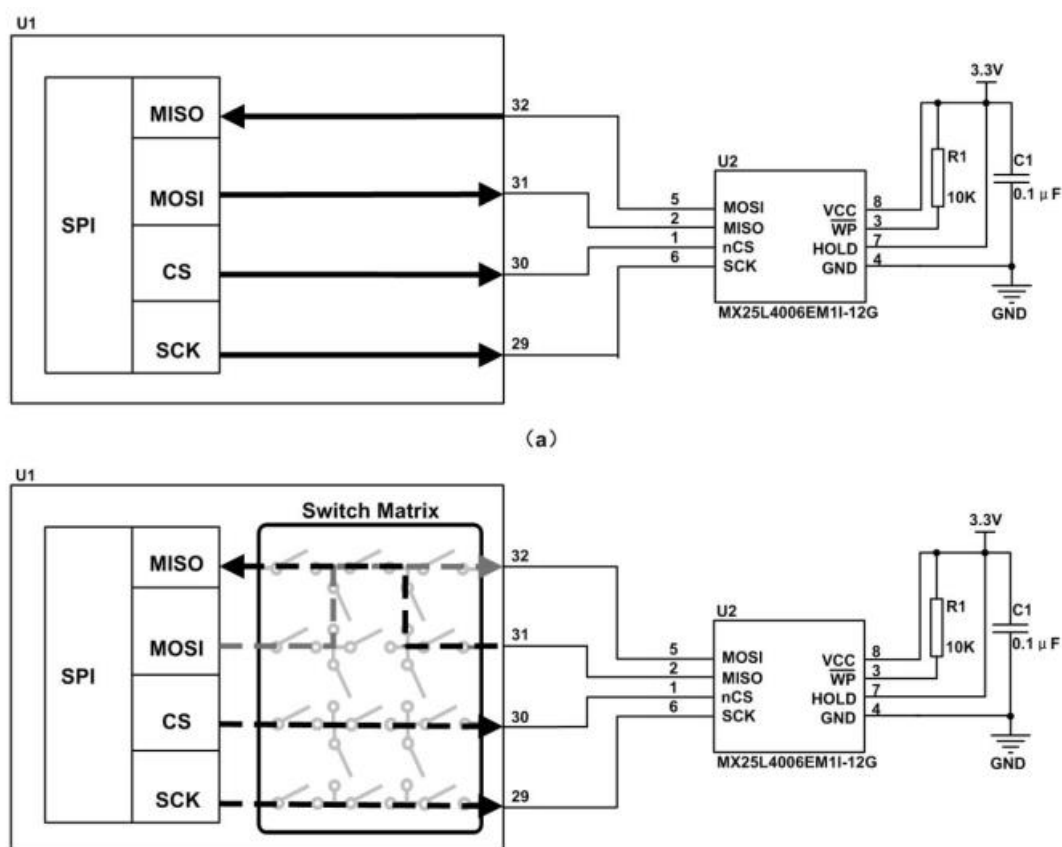 U1
SPI
MISO
MOSI
CS
SCK
32
31
30
29
U2
5
2
1
6
MOSI
MISO
nCS
SCK
VCC
WP
HOLD
GND
8
3
7
4
MX25L4006EM1I-12G
3.3V
R1
10K
C1
0.1 μF
GND
(a)
U1
Switch Matrix
SPI
MISO
MOSI
CS
SCK
32
31
30
29
U2
5
2
1
6
MOSI
MISO
nCS
SCK
VCC
WP
HOLD
GND
8
3
7
4
MX25L4006EM1I-12G
3.3V
R1
10K
C1
0.1 μF
GND